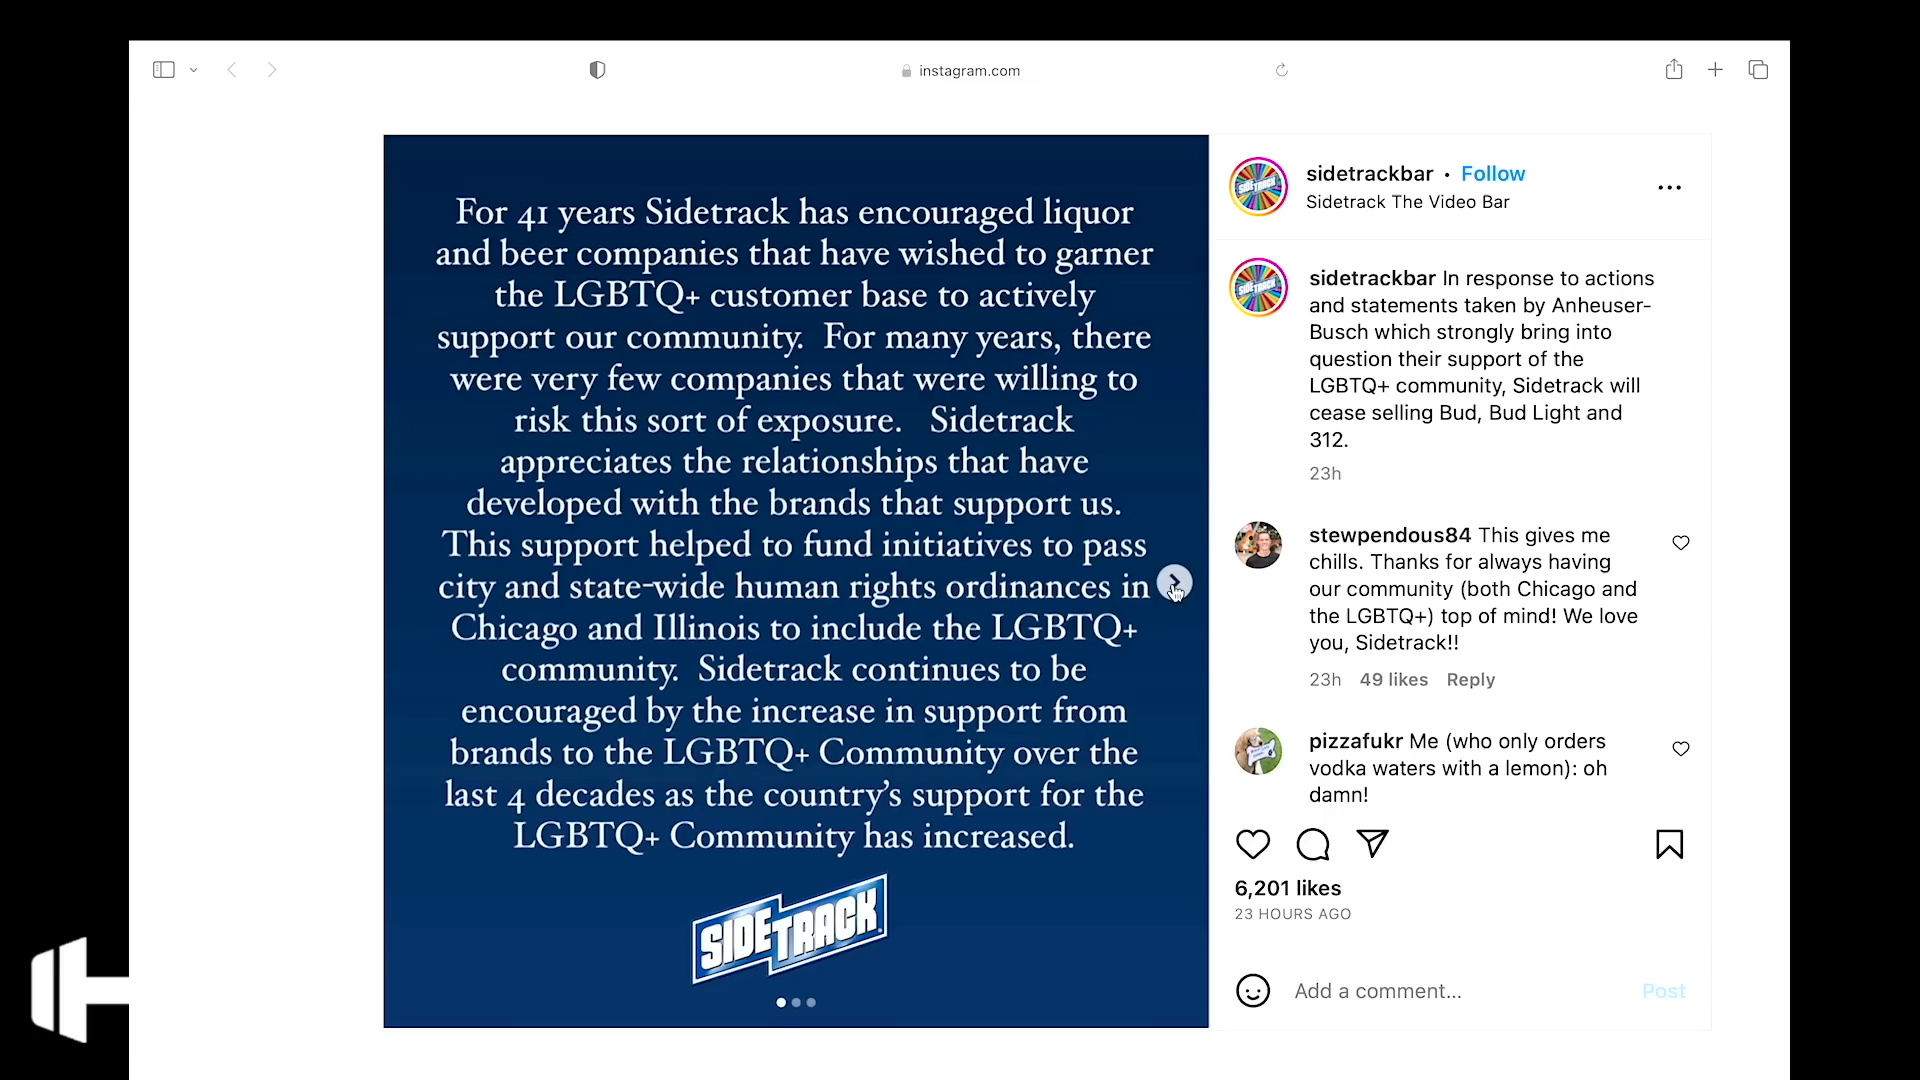 instagram.com
For 41 years Sidetrack has encouraged liquor
and beer companies that have wished to garner
the LGBTQ+ customer base to actively
support our community.  For many years, there
were very few companies that were willing to
risk this sort of exposure.   Sidetrack
appreciates the relationships that have
developed with the brands that support us.
This support helped to fund initiatives to pass
city and state-wide human rights ordinances in
Chicago and Illinois to include the LGBTQ+
community.  Sidetrack continues to be
encouraged by the increase in support from
brands to the LGBTQ+ Community over the
last 4 decades as the country's support for the
LGBTQ+ Community has increased.
SIDETRACK
sidetrackbar • Follow
Sidetrack The Video Bar
sidetrackbar In response to actions
and statements taken by Anheuser-
Busch which strongly bring into
question their support of the
LGBTQ+ community, Sidetrack will
cease selling Bud, Bud Light and
312.
23h
stewpendous84 This gives me
chills. Thanks for always having
our community (both Chicago and
the LGBTQ+) top of mind! We love
you, Sidetrack!!
23h 49 likes Reply
pizzafukr Me (who only orders
vodka waters with a lemon): oh
damn!
6,201 likes
23 HOURS AGO
Add a comment...
Post